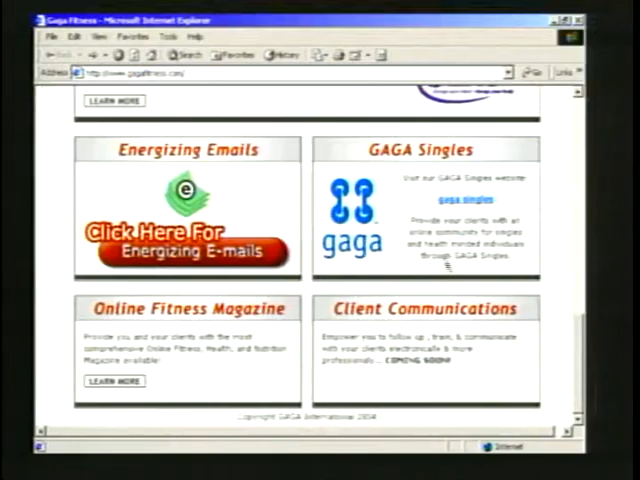 Gaga Fitness - Microsoft Internet Explorer
File Edit View Favorites Tools Help
Back Search Favorites History
Address http://www.gagafitness.com/ Go Links
LEARN MORE
Energizing Emails
GAGA Singles
e
Click Here For
Energizing E-mails
gaga
Visit our GAGA Singles website
gaga singles
Provide your clients with an
online community for singles
and health minded individuals
through GAGA Singles.
Online Fitness Magazine
Client Communications
Provide you and your clients with the most
comprehensive Online Fitness, Health, and Nutrition
Magazine available!
LEARN MORE
Empower you to follow up, train, & communicate
with your clients electronically & more
professionaly... COMING SOON!
Copyright GAGA International 2004
Internet